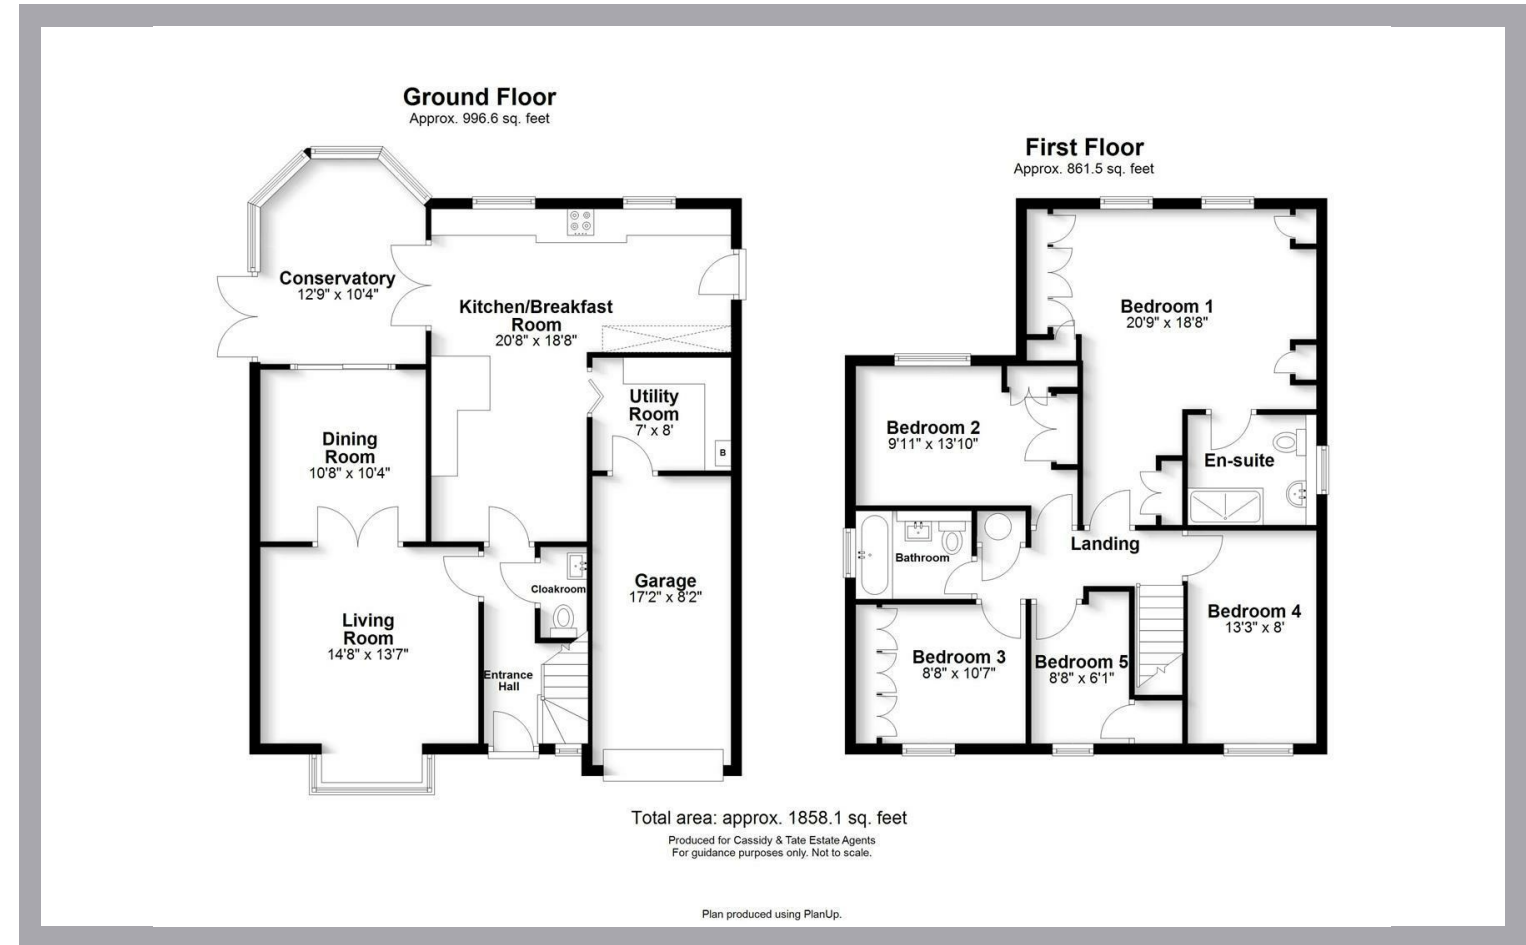 Ground Floor
Approx. 996.6 sq. feet
Conservatory
12'9" x 10'4"
Kitchen/Breakfast
Room
20'8" x 18'8"
Utility
Room
7' x 8'
B
Dining
Room
10'8" x 10'4"
Living
Room
14'8" x 13'7"
Cloakroom
Entrance
Hall
Garage
17'2" x 8'2"
First Floor
Approx. 861.5 sq. feet
Bedroom 1
20'9" x 18'8"
Bedroom 2
9'11" x 13'10"
En-suite
Landing
Bathroom
Bedroom 3
8'8" x 10'7"
Bedroom 5
8'8" x 6'1"
Bedroom 4
13'3" x 8'
Total area: approx. 1858.1 sq. feet
Produced for Cassidy & Tate Estate Agents
For guidance purposes only. Not to scale.
Plan produced using PlanUp.